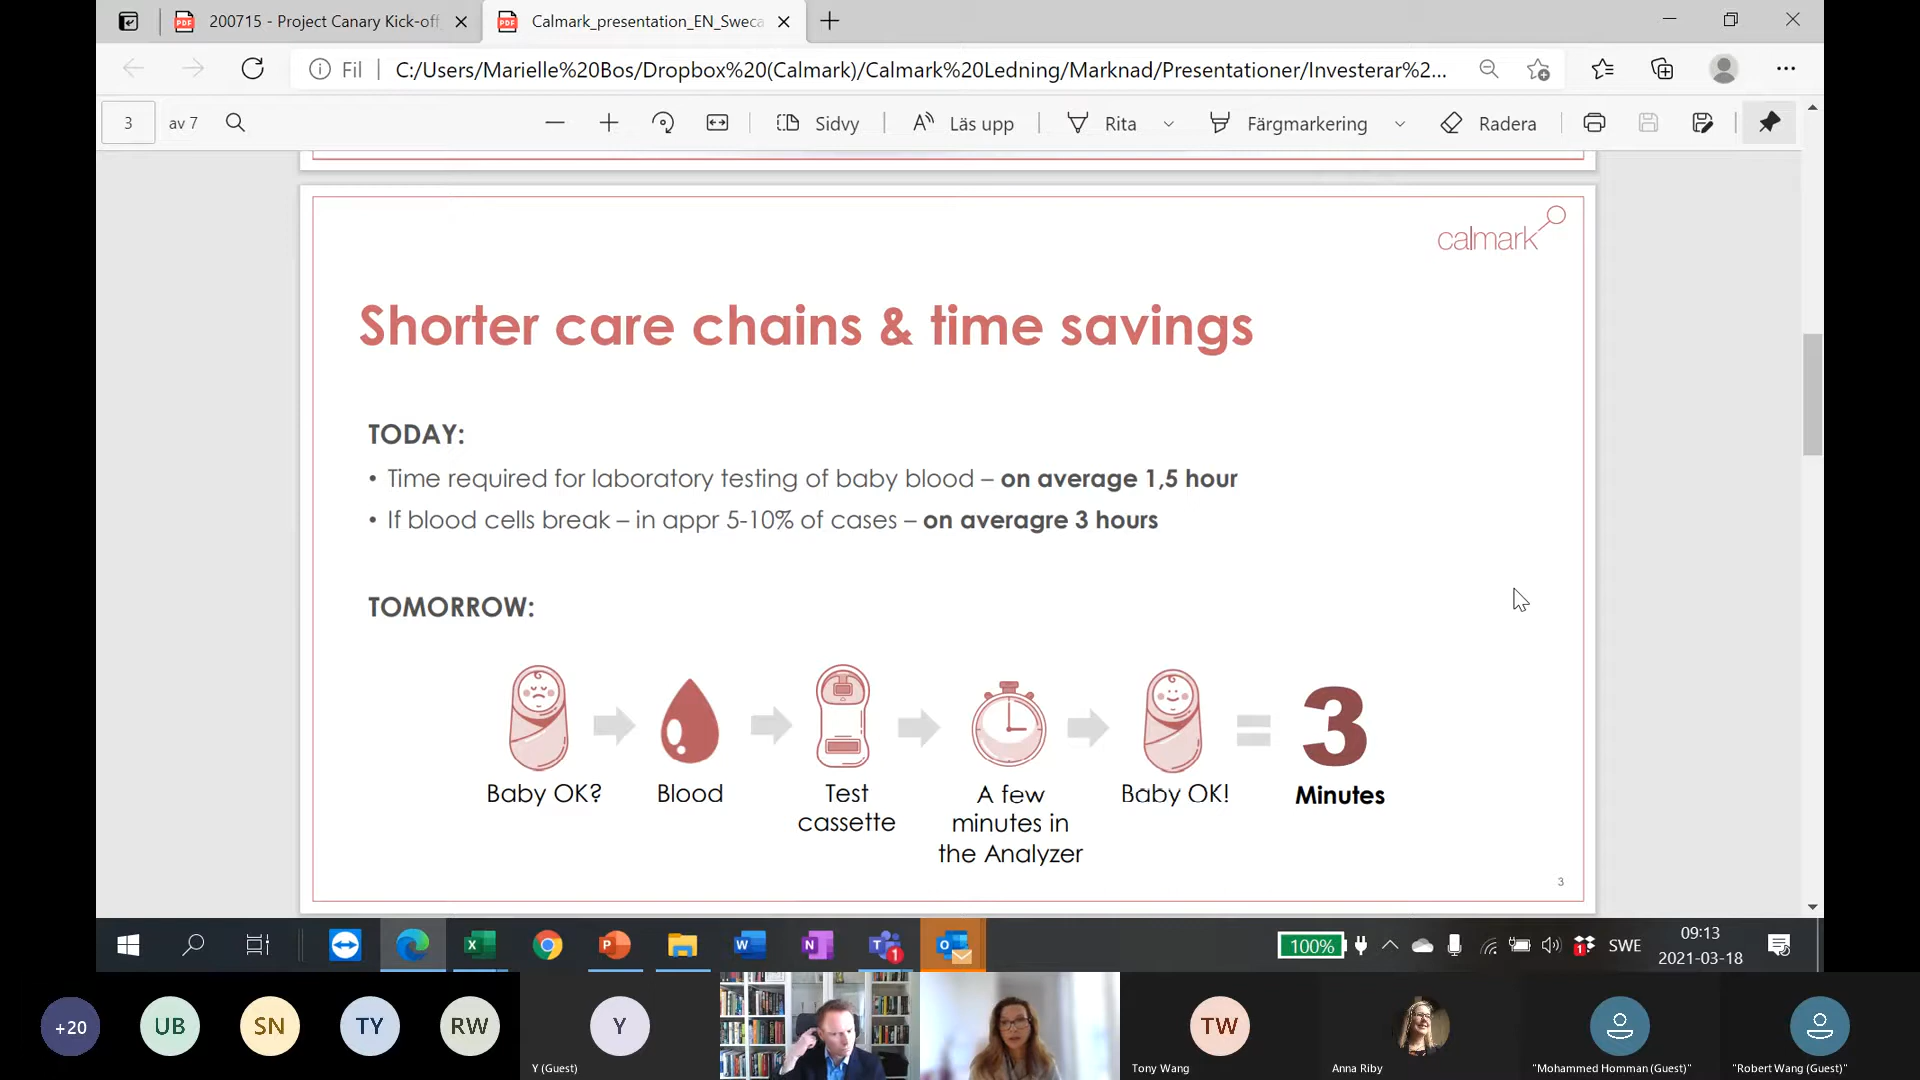 200715 - Project Canary Kick-off
Calmark_presentation_EN_Sweca
Fil
C:/Users/Marielle%20Bos/Dropbox%20(Calmark)/Calmark%20Ledning/Marknad/Presentationer/Investerar%2...
3
av 7
Sidvy
Läs upp
Rita
Färgmarkering
Radera
calmark
Shorter care chains & time savings
TODAY:
• Time required for laboratory testing of baby blood – on average 1,5 hour
• If blood cells break – in appr 5-10% of cases – on averagre 3 hours
TOMORROW:
3
Baby OK?
Blood
Test
cassette
A few
minutes in
the Analyzer
Baby OK!
Minutes
3
100%
SWE
09:13
2021-03-18
+20
UB
SN
TY
RW
Y
TW
Y (Guest)
Tony Wang
Anna Riby
"Mohammed Homman (Guest)"
"Robert Wang (Guest)"